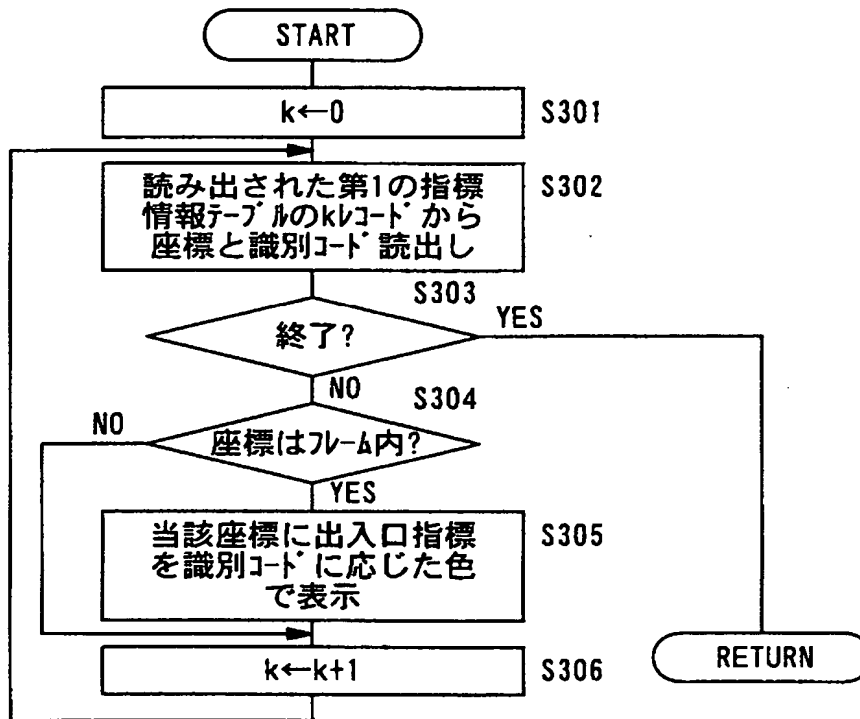 START
k←0
S301
読み出された第1の指標
情報ﾃｰﾌﾞﾙのkﾚｺｰﾄﾞから
座標と識別ｺｰﾄﾞ読出し
S302
S303
終了?
YES
NO
S304
NO
座標はﾌﾚｰﾑ内?
YES
当該座標に出入口指標
を識別ｺｰﾄﾞに応じた色
で表示
S305
k←k+1
S306
RETURN